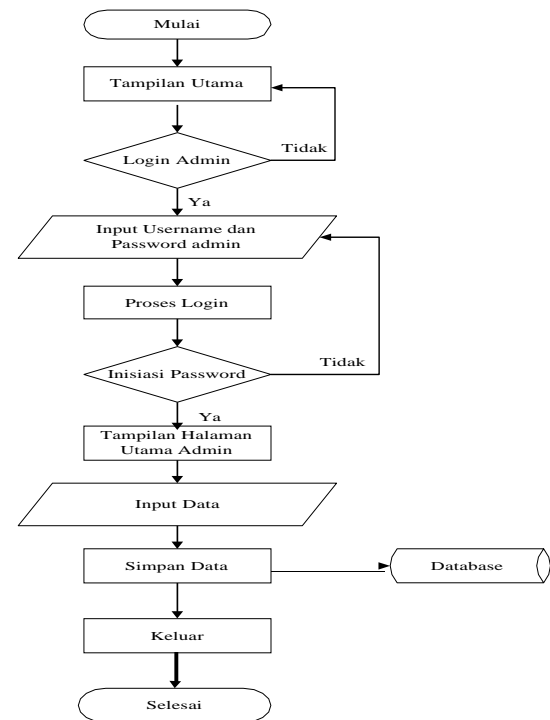 Mulai
Tampilan Utama
Tidak
Login Admin
Ya
Input Username dan
Password admin
Proses Login
Tidak
Inisiasi Password
Ya
Tampilan Halaman
Utama Admin
Input Data
Simpan Data
Database
Keluar
Selesai